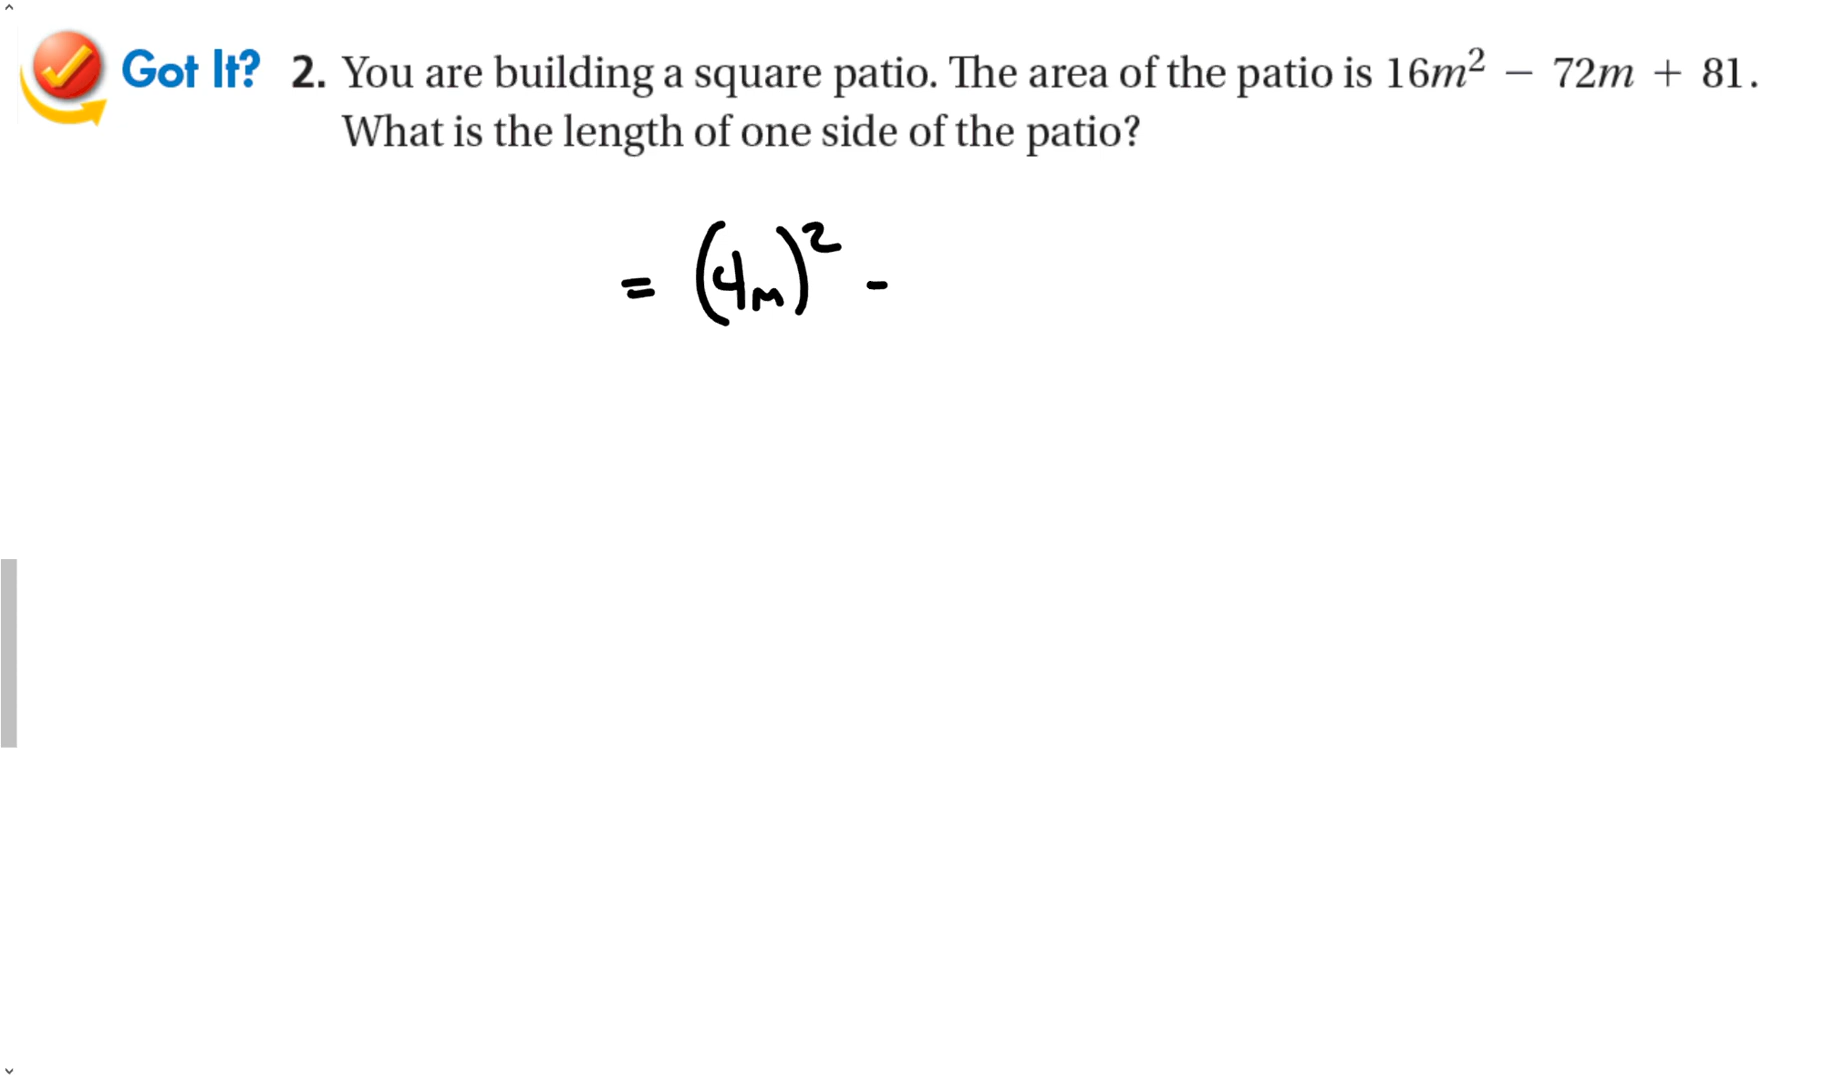 Got It? 2. You are building a square patio. The area of the patio is 16m² − 72m + 81.
What is the length of one side of the patio?
= (4m)² -